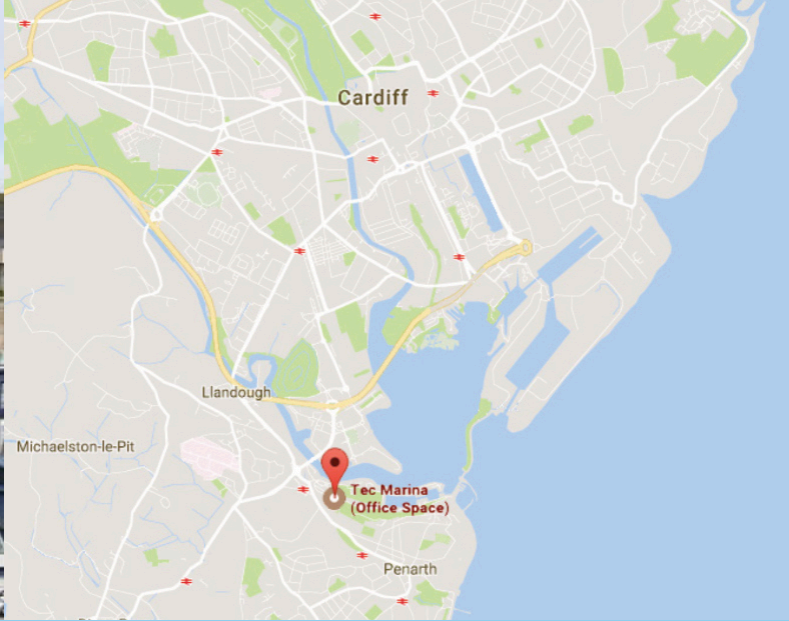 Cardiff
Llandough
Michaelston-le-Pit
Tec Marina
(Office Space)
Penarth